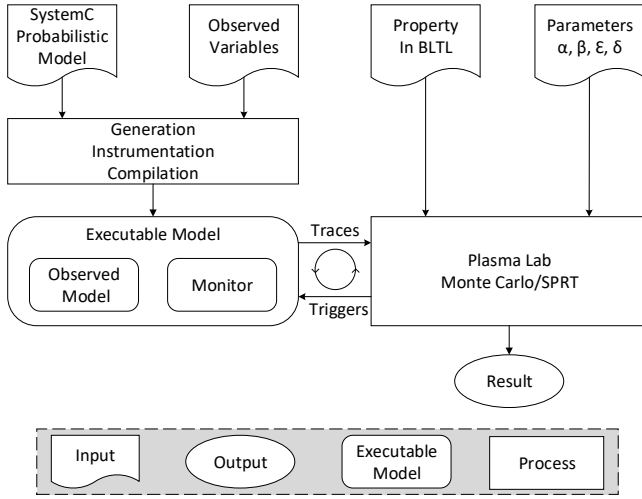 SystemC
Probabilistic
Model
Observed
Variables
Property
In BLTL
Parameters
α, β, ε, δ
Generation
Instrumentation
Compilation
Executable Model
Observed
Model
Monitor
Traces
Triggers
Plasma Lab
Monte Carlo/SPRT
Result
Input
Output
Executable
Model
Process